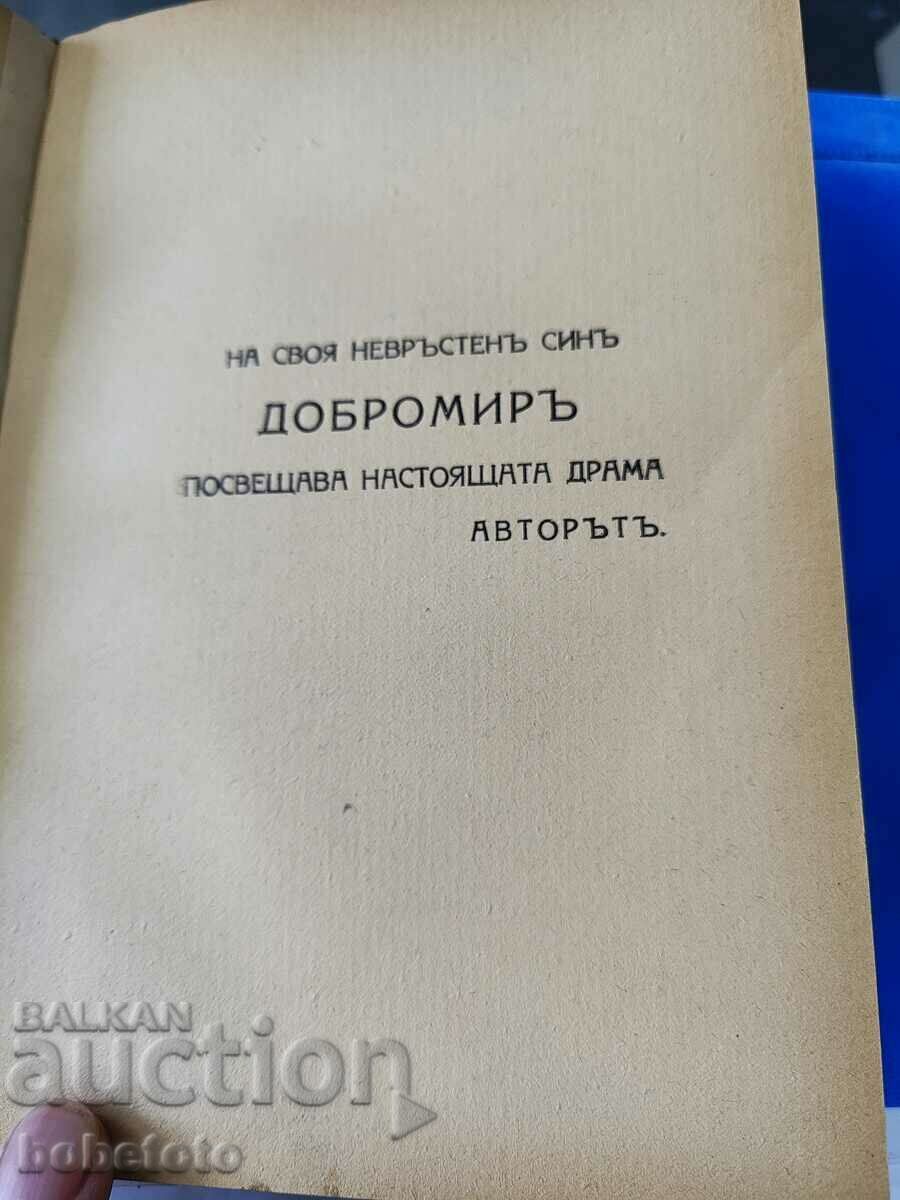 НА СВОЯ НЕВРЪСТЕНЪ СИНЪ
ДОБРОМИРЪ
ПОСВЕЩАВА НАСТОЯЩАТА ДРАМА
АВТОРЪТЪ.
BALKAN
auction
bobefoto